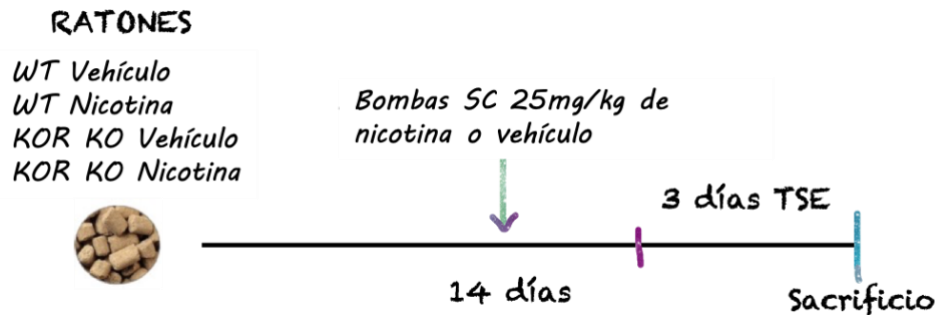 RATONES
WT Vehículo
WT Nicotina
KOR KO Vehículo
KOR KO Nicotina
Bombas SC 25mg/kg de
nicotina o vehículo
3 días TSE
14 días
Sacrificio